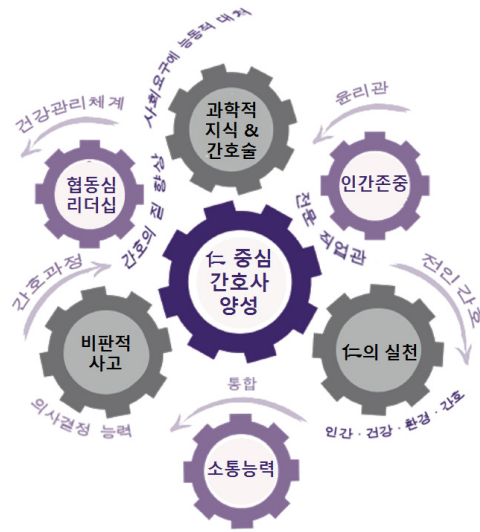 사회요구에 능동적 대처
과학적
지식 &
간호술
건강관리체계
윤리관
협동심
리더십
인간존중
간호의 질 향상
전문 직업관
仁 중심
간호사
양성
간호과정
전인간호
비판적
사고
仁의 실천
의사결정 능력
통합
인간 · 건강 · 환경 · 간호
소통능력